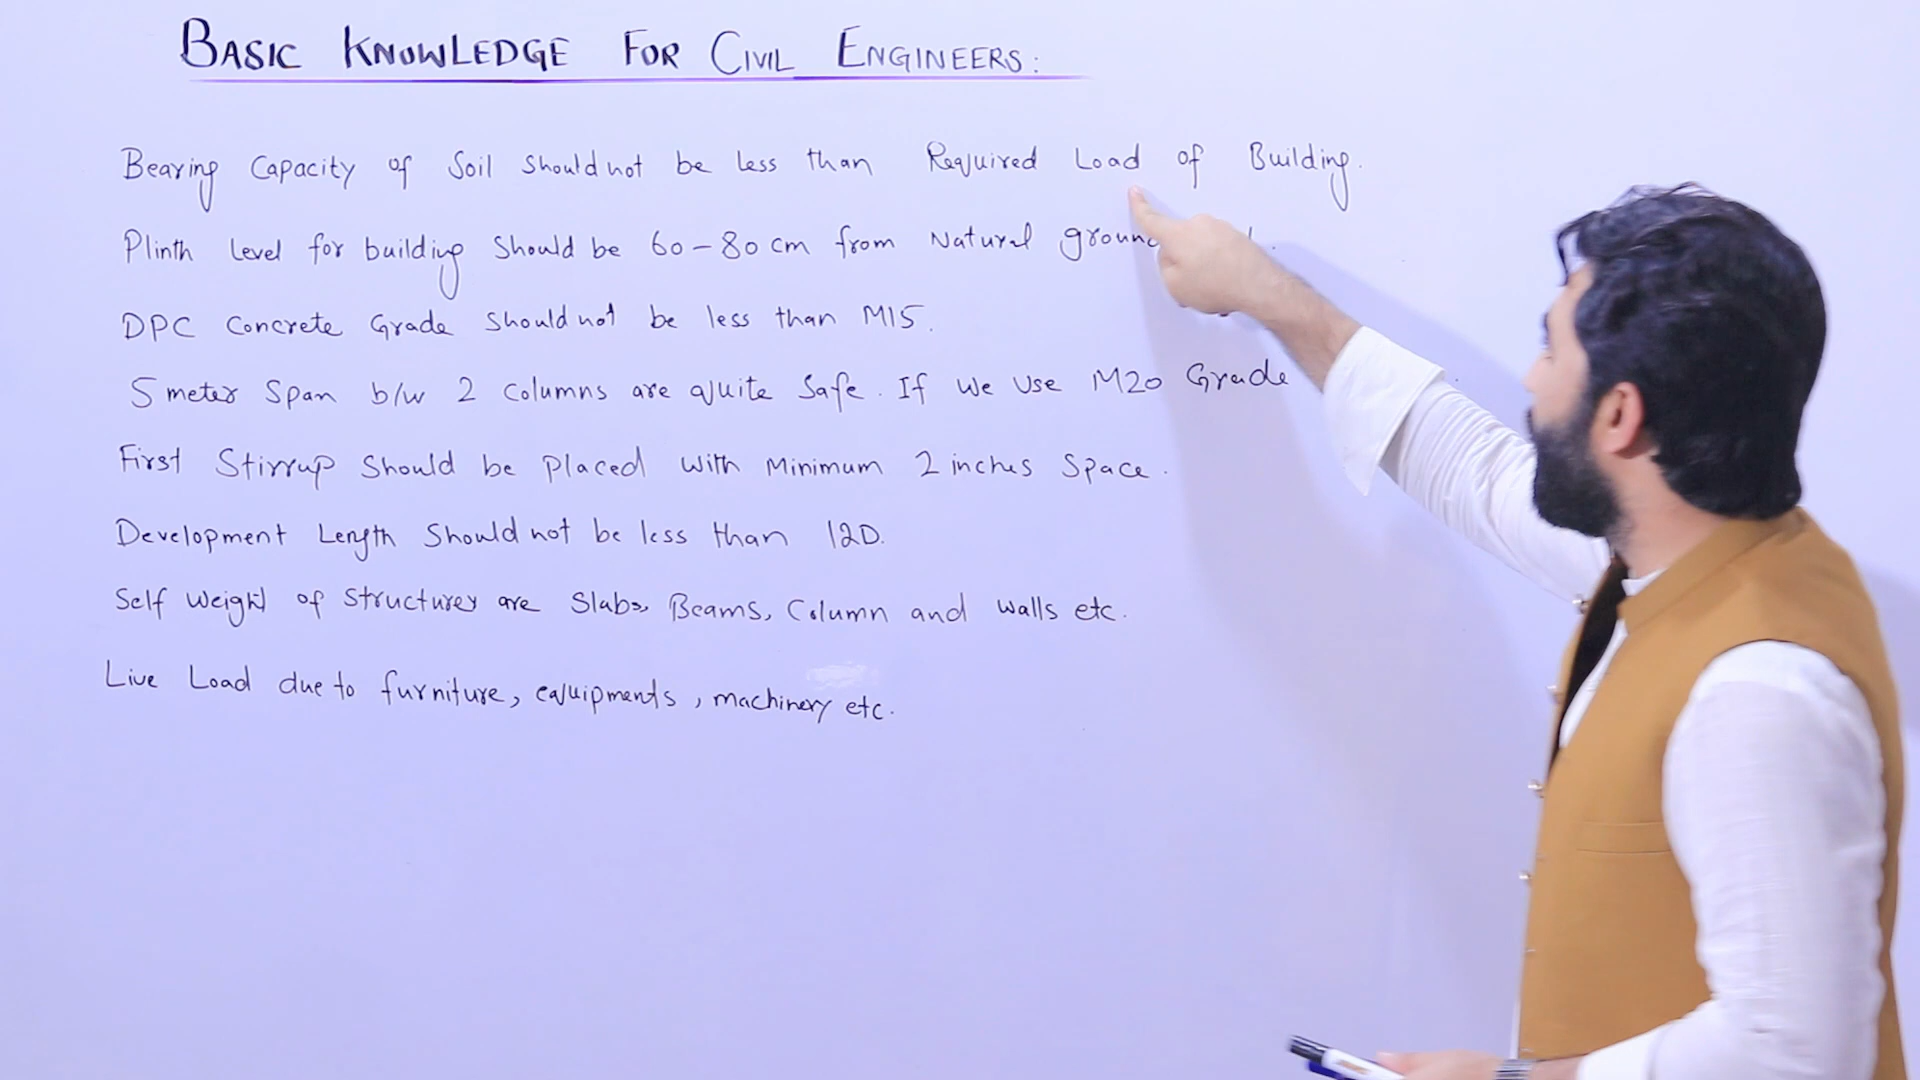 BASIC KNOWLEDGE FOR CIVIL ENGINEERS:
Bearing Capacity of Soil should not be less than Required Load of Building.
Plinth level for building should be 60-80 cm from Natural ground
DPC Concrete Grade should not be less than M15.
5 meter Span b/w 2 columns are quite Safe. If we Use M20 Grade
First Stirrup should be placed with Minimum 2 inches Space.
Development Length should not be less than 12D.
Self weight of structures are Slabs, Beams, Column and walls etc.
Live Load due to furniture, equipments, machinery etc.